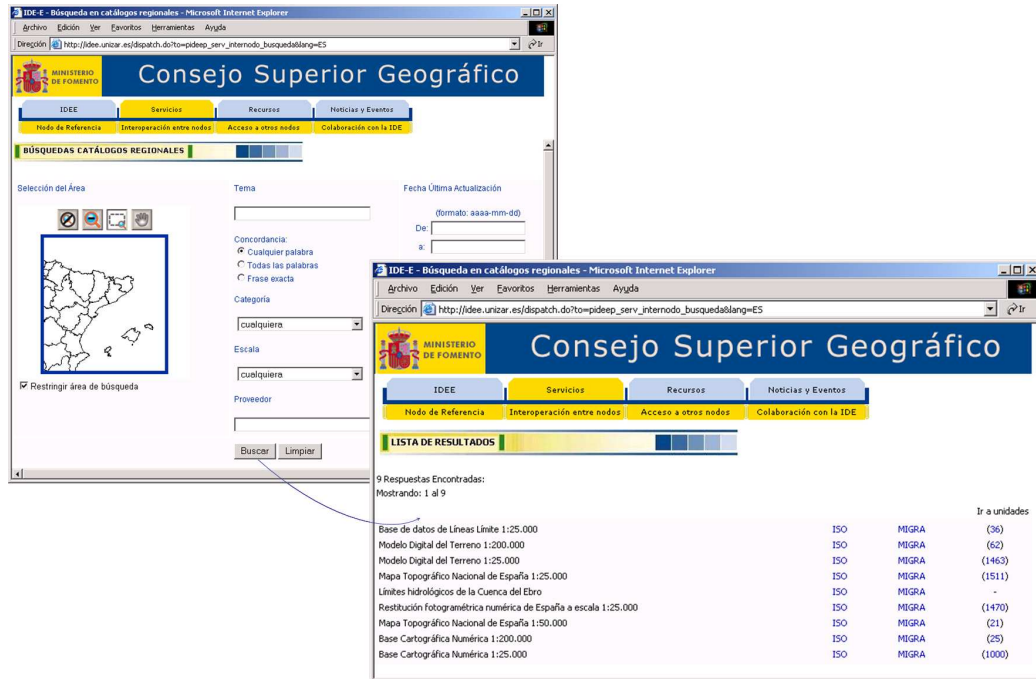 IDE-E - Búsqueda en catálogos regionales - Microsoft Internet Explorer
Archivo Edición Ver Favoritos Herramientas Ayuda
Dirección http://idee.unizar.es/dispatch.do?to=pideep_serv_internodo_busqueda&lang=ES Ir
MINISTERIO
DE FOMENTO
Consejo Superior Geográfico
IDEE Servicios Recursos Noticias y Eventos
Nodo de Referencia Interoperación entre nodos Acceso a otros nodos Colaboración con la IDE
BÚSQUEDAS CATÁLOGOS REGIONALES
Selección del Área
Restringir área de búsqueda
Tema
Concordancia:
Cualquier palabra
Todas las palabras
Frase exacta
Categoría
cualquiera
Escala
cualquiera
Proveedor
Buscar Limpiar
Fecha Última Actualización
(formato: aaaa-mm-dd)
De:
a:
IDE-E - Búsqueda en catálogos regionales - Microsoft Internet Explorer
Archivo Edición Ver Favoritos Herramientas Ayuda
Dirección http://idee.unizar.es/dispatch.do?to=pideep_serv_internodo_busqueda&lang=ES Ir
MINISTERIO
DE FOMENTO
Consejo Superior Geográfico
IDEE Servicios Recursos Noticias y Eventos
Nodo de Referencia Interoperación entre nodos Acceso a otros nodos Colaboración con la IDE
LISTA DE RESULTADOS
9 Respuestas Encontradas:
Mostrando: 1 al 9
Ir a unidades
Base de datos de Líneas Límite 1:25.000 ISO MIGRA (36)
Modelo Digital del Terreno 1:200.000 ISO MIGRA (62)
Modelo Digital del Terreno 1:25.000 ISO MIGRA (1463)
Mapa Topográfico Nacional de España 1:25.000 ISO MIGRA (1511)
Límites hidrológicos de la Cuenca del Ebro ISO MIGRA -
Restitución fotogramétrica numérica de España a escala 1:25.000 ISO MIGRA (1470)
Mapa Topográfico Nacional de España 1:50.000 ISO MIGRA (21)
Base Cartográfica Numérica 1:200.000 ISO MIGRA (25)
Base Cartográfica Numérica 1:25.000 ISO MIGRA (1000)